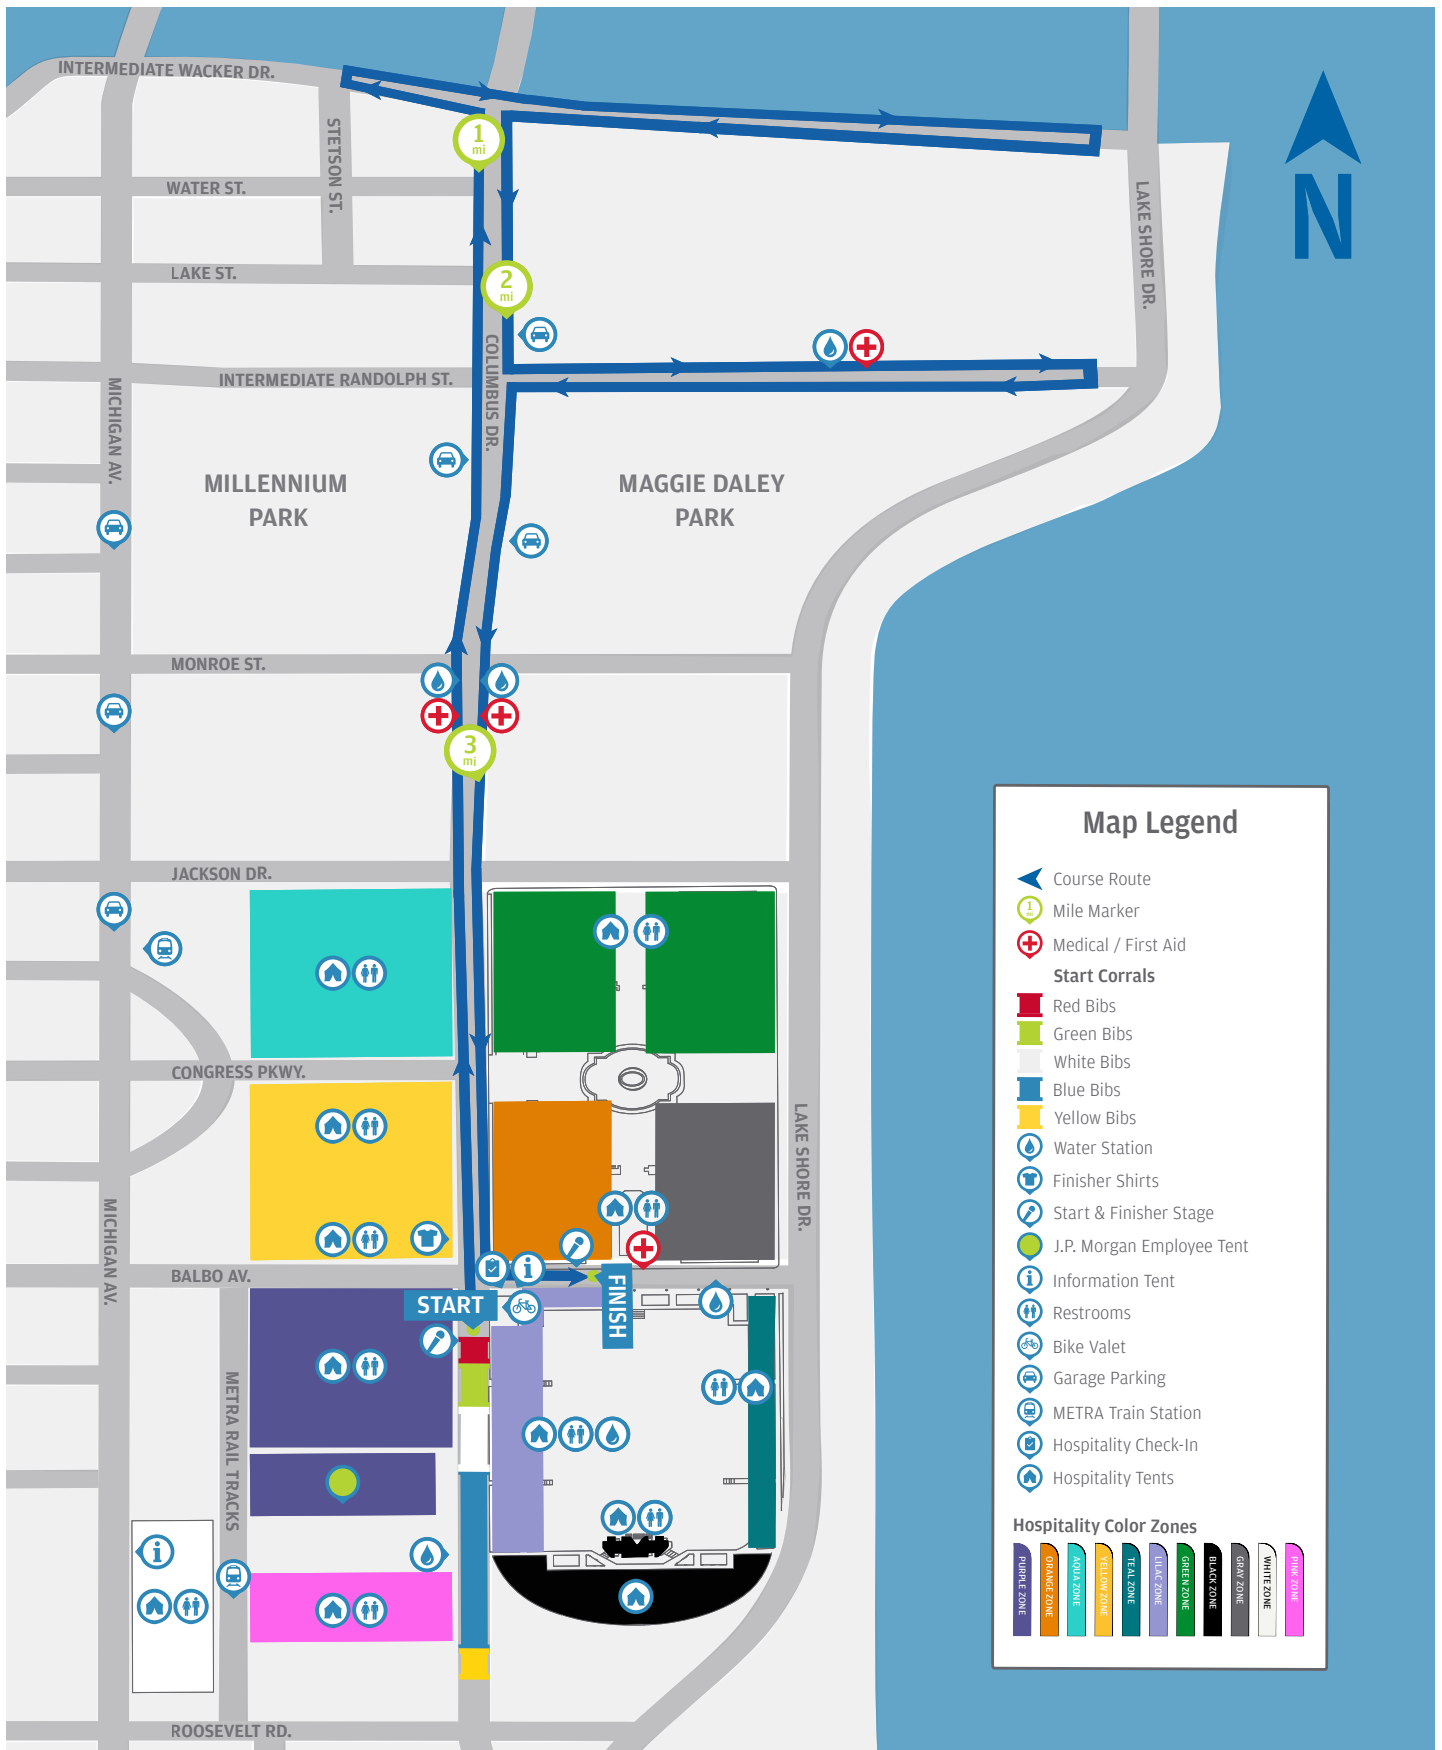 INTERMEDIATE WACKER DR.
STETSON ST.
1
mi
WATER ST.
LAKE ST.
2
mi
LAKE SHORE DR.
N
COLUMBUS DR.
INTERMEDIATE RANDOLPH ST.
MICHIGAN AV.
MILLENNIUM
PARK
MAGGIE DALEY
PARK
MONROE ST.
3
mi
JACKSON DR.
CONGRESS PKWY.
LAKE SHORE DR.
MICHIGAN AV.
BALBO AV.
START
FINISH
METRA RAIL TRACKS
ROOSEVELT RD.
Map Legend
Course Route
1
mi
Mile Marker
Medical / First Aid
Start Corrals
Red Bibs
Green Bibs
White Bibs
Blue Bibs
Yellow Bibs
Water Station
Finisher Shirts
Start & Finisher Stage
J.P. Morgan Employee Tent
Information Tent
Restrooms
Bike Valet
Garage Parking
METRA Train Station
Hospitality Check-In
Hospitality Tents
Hospitality Color Zones
PURPLE ZONE
ORANGE ZONE
AQUA ZONE
YELLOW ZONE
TEAL ZONE
LILAC ZONE
GREEN ZONE
BLACK ZONE
GRAY ZONE
WHITE ZONE
PINK ZONE